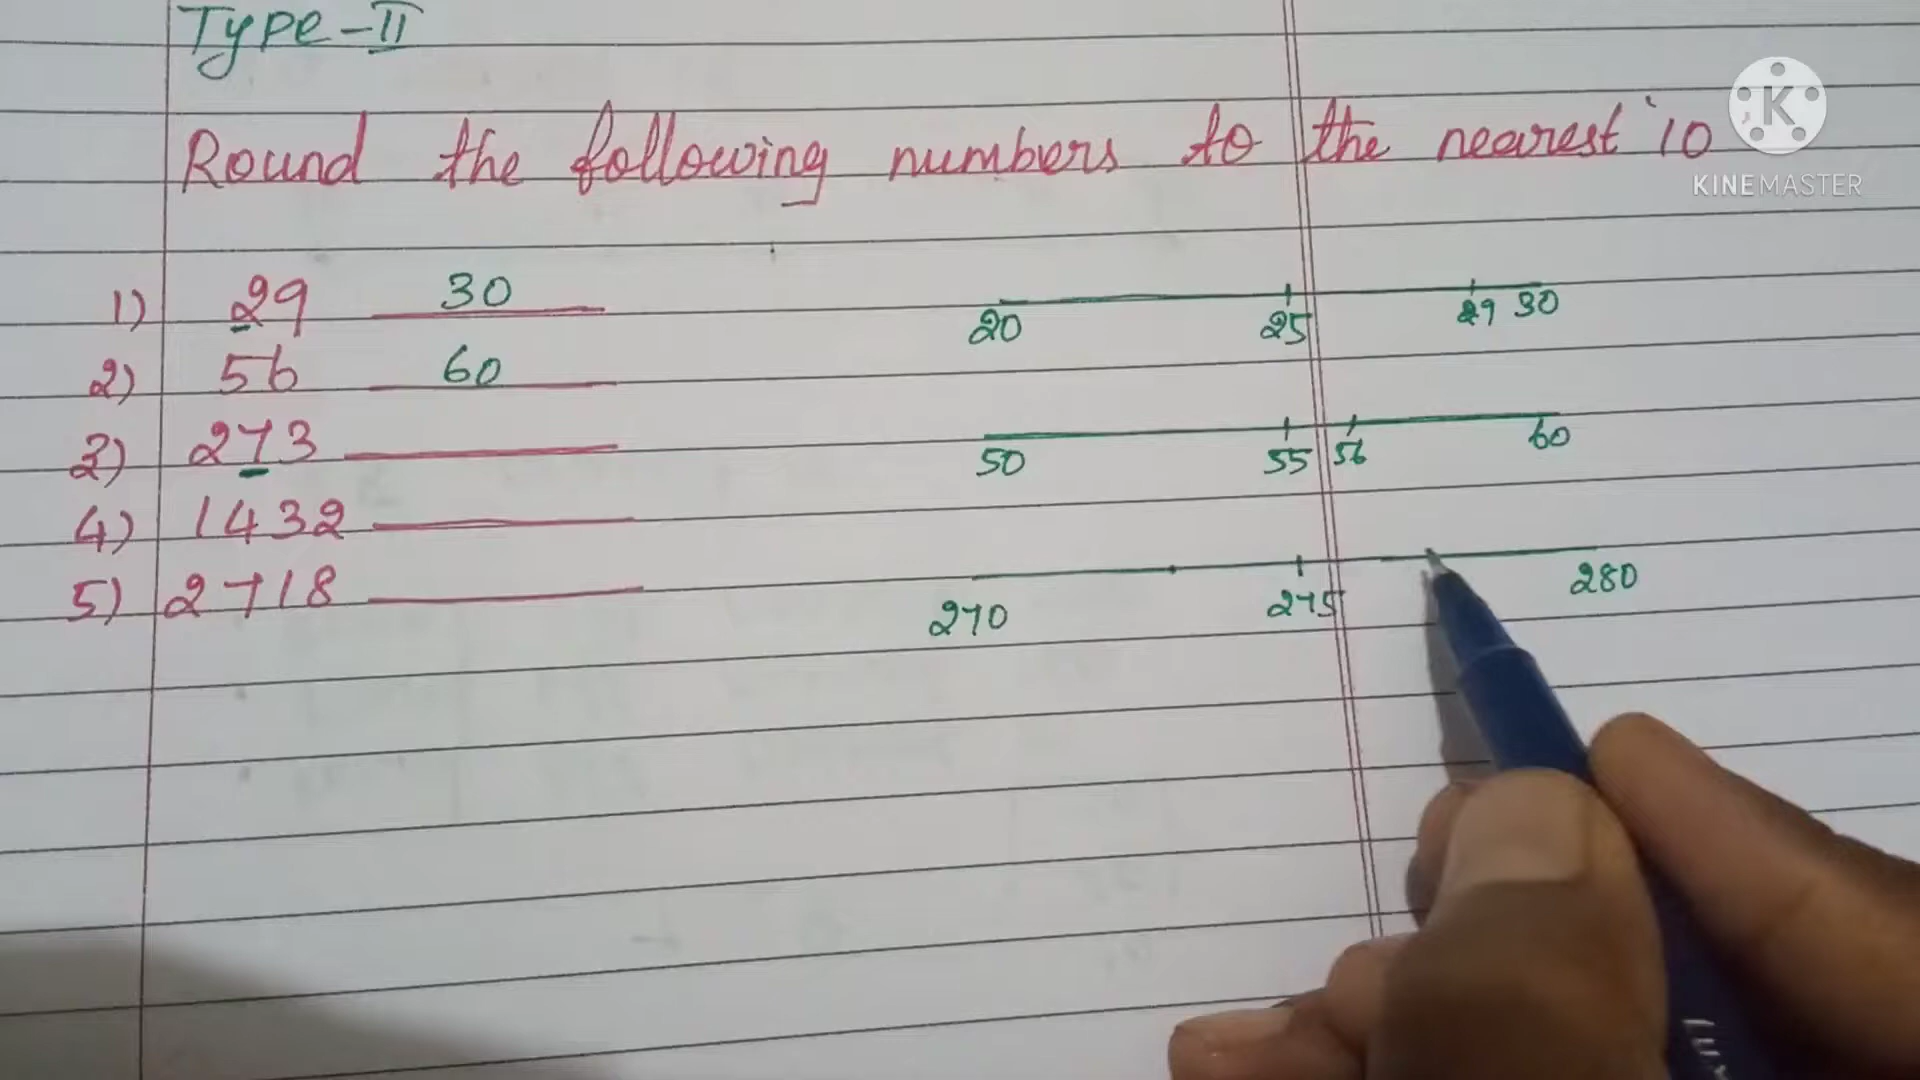 Type-II
Round the following numbers to the nearest '10
K
KINEMASTER
1) 29 30
20 25 29 30
2) 56 60
3) 273
50 55 56 60
4) 1432
5) 2718
270 275 280